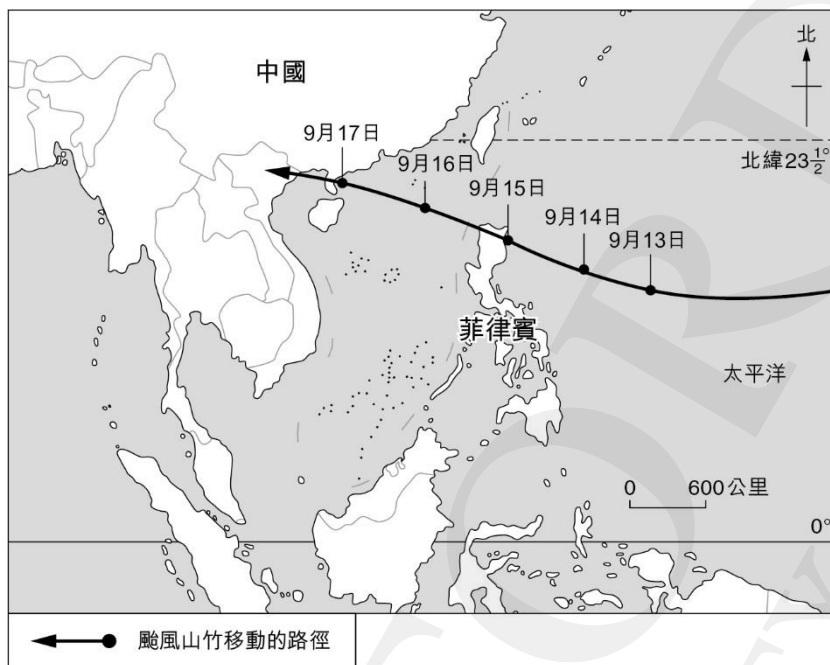 中國
北
9月17日
9月16日
北緯23 1/2°
9月15日
9月14日
9月13日
菲律賓
太平洋
0 600公里
0°
颱風山竹移動的路徑